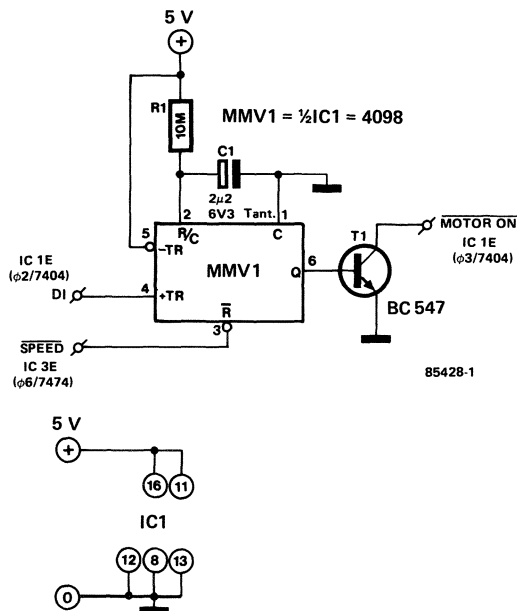 5 V
+
R1
10M
MMV1 = ½IC1 = 4098
C1
2µ2
6V3 Tant.
2
1
R/C
C
5
–TR
MMV1
Q
6
T1
MOTOR ON
IC 1E
(φ3/7404)
BC 547
IC 1E
(φ2/7404)
DI
4
+TR
R
3
SPEED
IC 3E
(φ6/7474)
85428-1
5 V
+
16
11
IC1
12
8
13
0